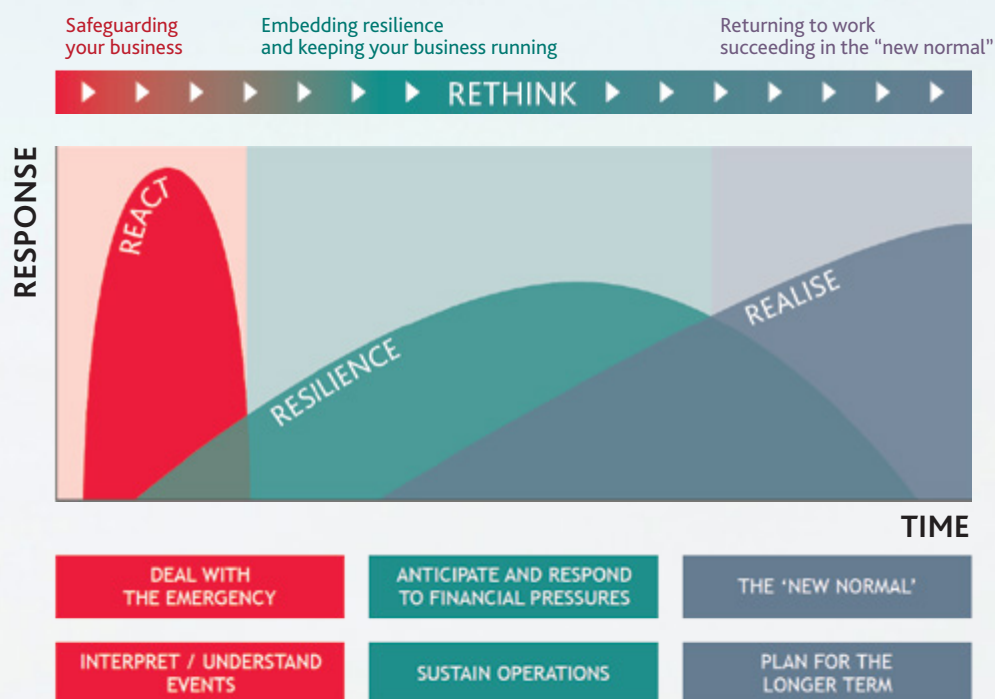 Safeguarding
your business
Embedding resilience
and keeping your business running
Returning to work
succeeding in the “new normal”
RETHINK
RESPONSE
REACT
RESILIENCE
REALISE
TIME
DEAL WITH
THE EMERGENCY
ANTICIPATE AND RESPOND
TO FINANCIAL PRESSURES
THE ‘NEW NORMAL’
INTERPRET / UNDERSTAND
EVENTS
SUSTAIN OPERATIONS
PLAN FOR THE
LONGER TERM